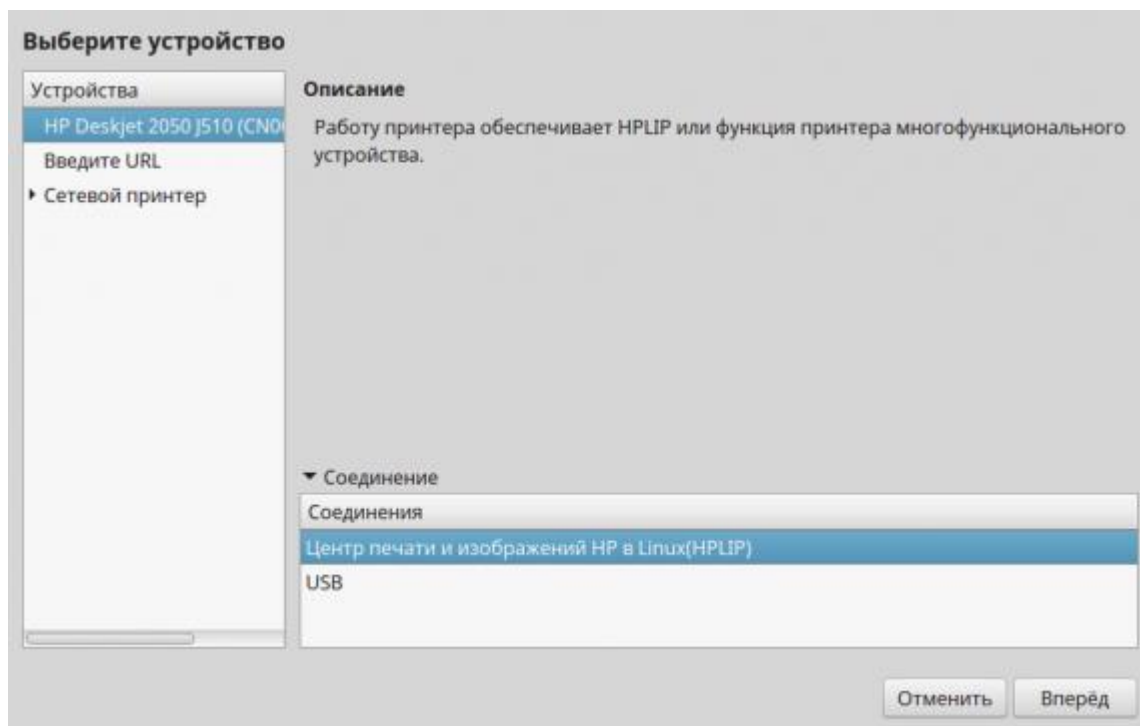 Выберите устройство
Устройства
HP Deskjet 2050 J510 (CN0
Введите URL
Сетевой принтер
Описание
Работу принтера обеспечивает HPLIP или функция принтера многофункционального
устройства.
Соединение
Соединения
Центр печати и изображений HP в Linux(HPLIP)
USB
Отменить
Вперёд